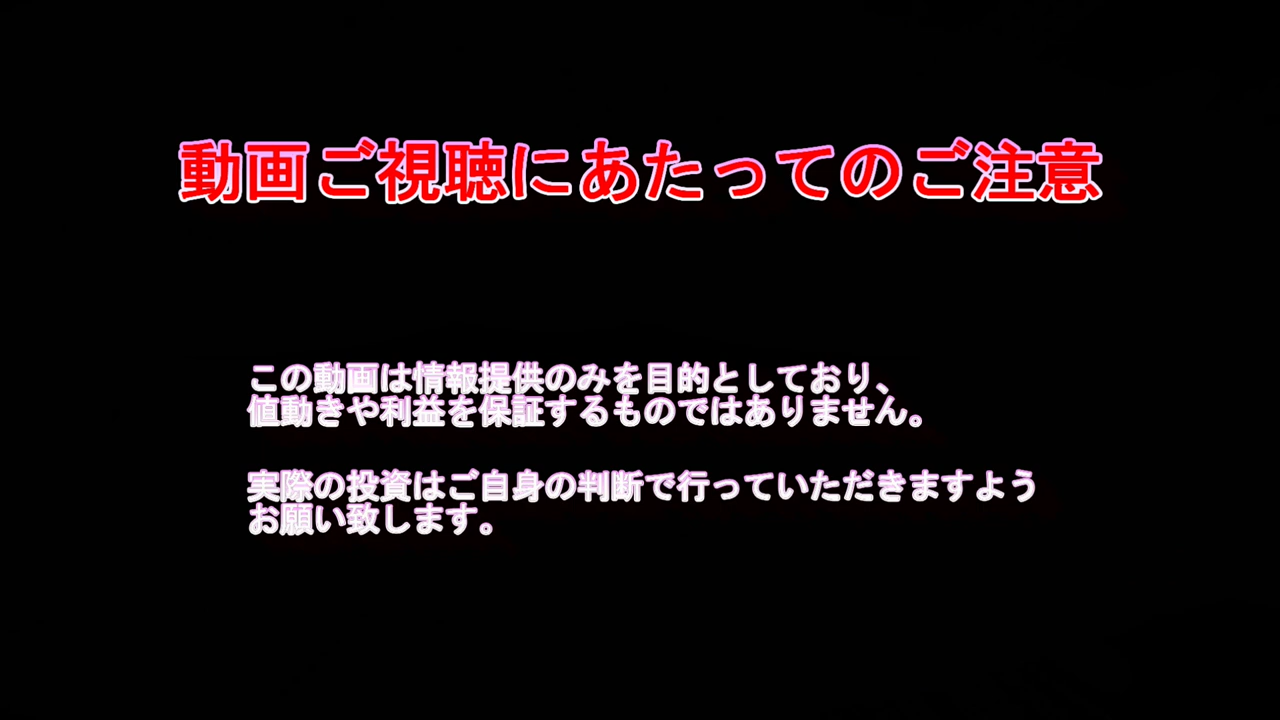 動画ご視聴にあたってのご注意
この動画は情報提供のみを目的としており、
値動きや利益を保証するものではありません。
実際の投資はご自身の判断で行っていただきますよう
お願い致します。